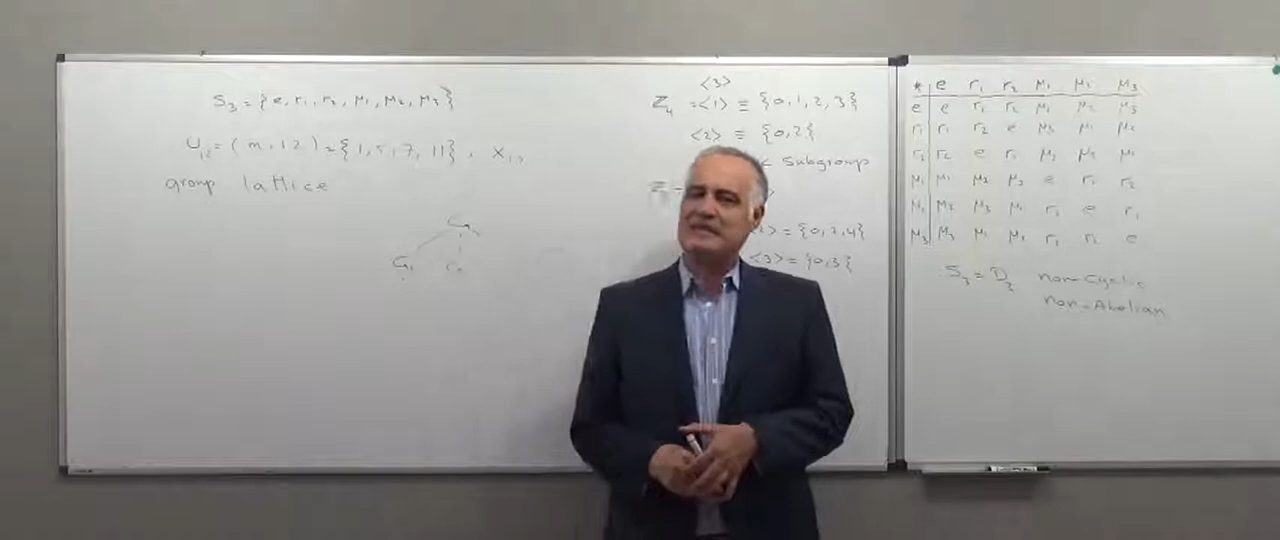 S₃ = {e, r₁, r₂, μ₁, μ₂, μ₃}
U₁₂ = (m, 12) = {1, 5, 7, 11}, X₁₂
group lattice
G
G₁
<3>
Z₄ = <1> ≡ {0, 1, 2, 3}
<2> ≡ {0, 2}
< Subgroup
= {0, 2, 4}
<3> = {0, 3}
* e r₁ r₂ μ₁ μ₂ μ₃
e e r₁ r₂ μ₁ μ₂ μ₃
r₁ r₁ r₂ e μ₃ μ₁ μ₂
r₂ r₂ e r₁ μ₂ μ₃ μ₁
μ₁ μ₁ μ₂ μ₃ e r₁ r₂
μ₂ μ₂ μ₃ μ₁ r₂ e r₁
μ₃ μ₃ μ₁ μ₂ r₁ r₂ e
S₃ = D₃ non-Cyclic
non-Abelian